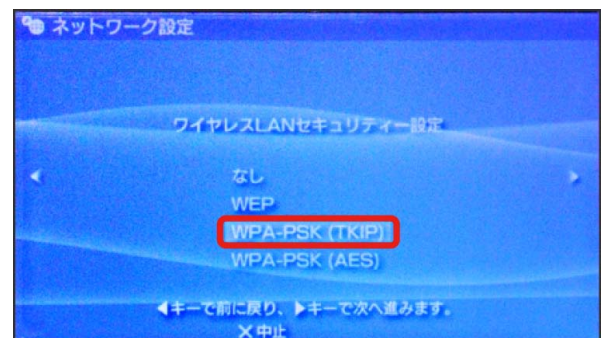 ネットワーク設定
ワイヤレスLANセキュリティー設定
なし
WEP
WPA-PSK (TKIP)
WPA-PSK (AES)
◀キーで前に戻り、▶キーで次へ進みます。
✕中止